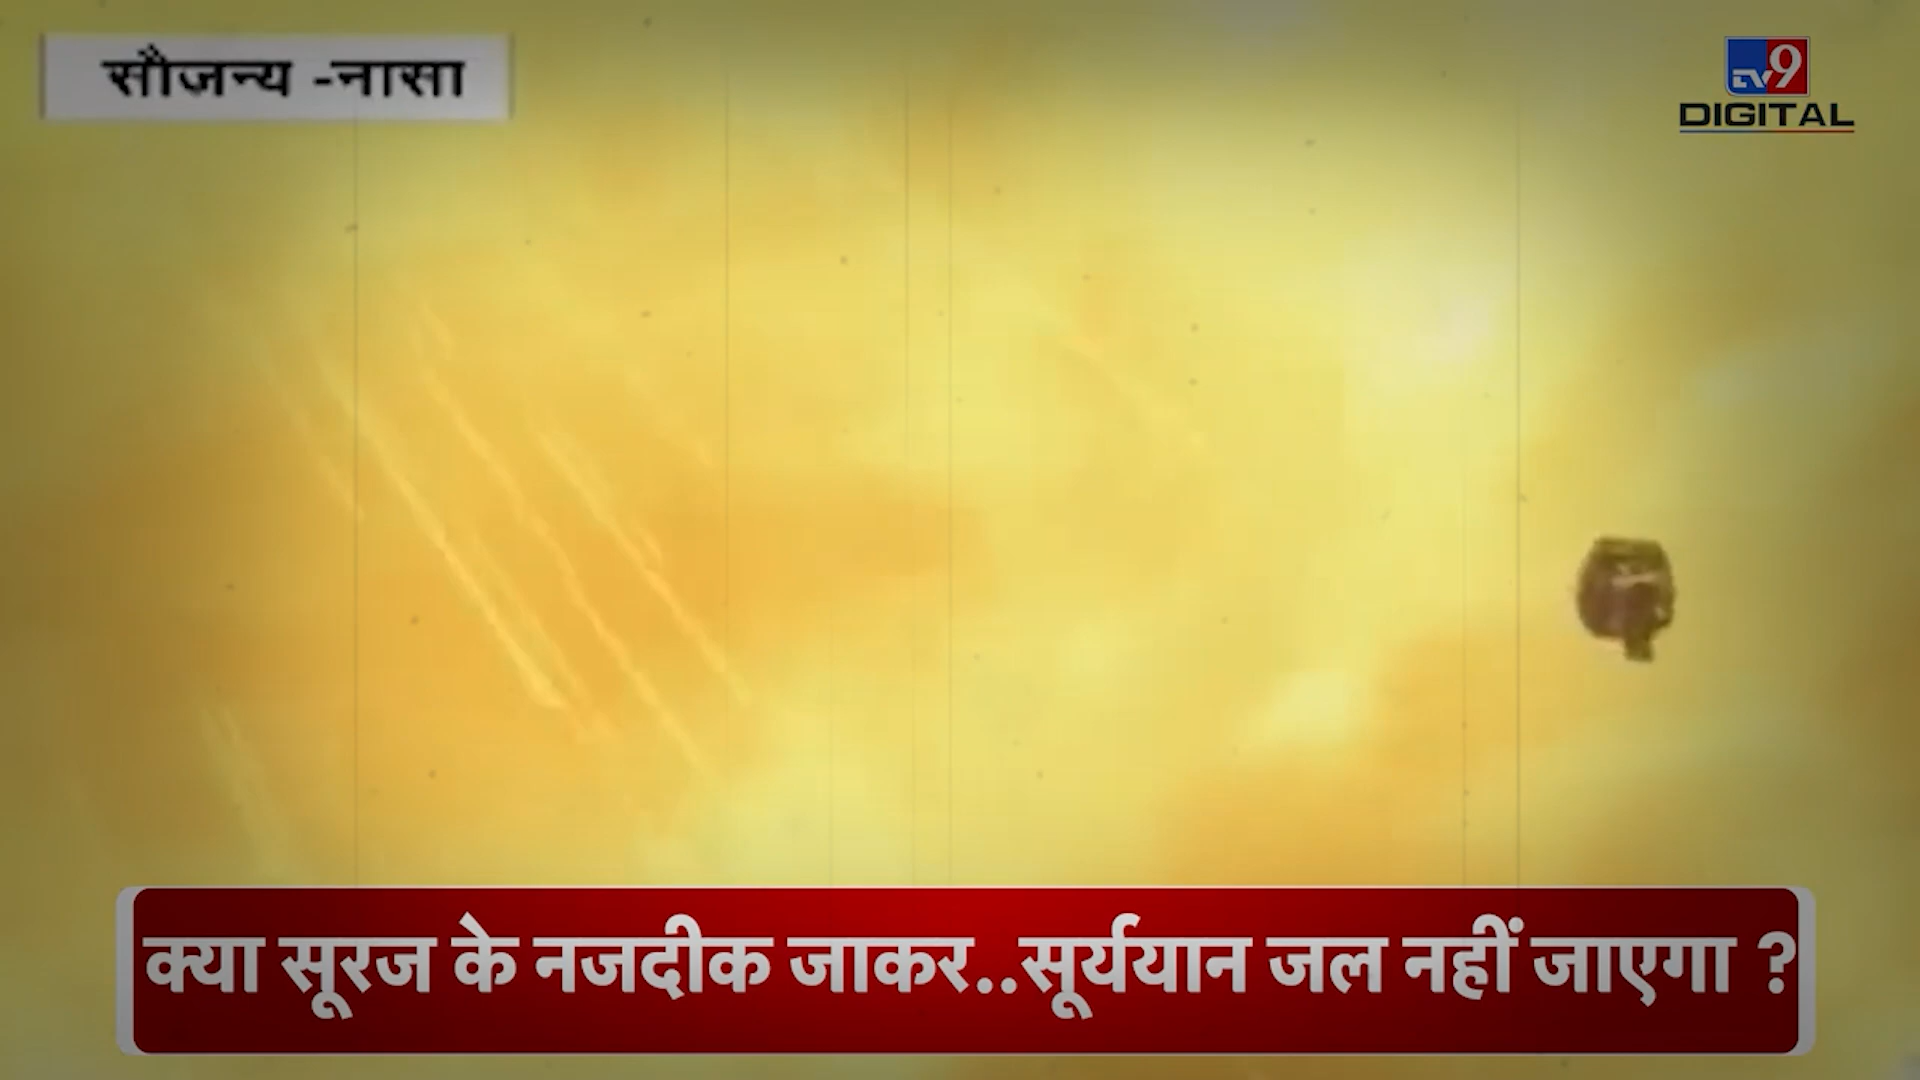 सौजन्य -नासा
TV9
DIGITAL
क्या सूरज के नजदीक जाकर..सूर्ययान जल नहीं जाएगा ?